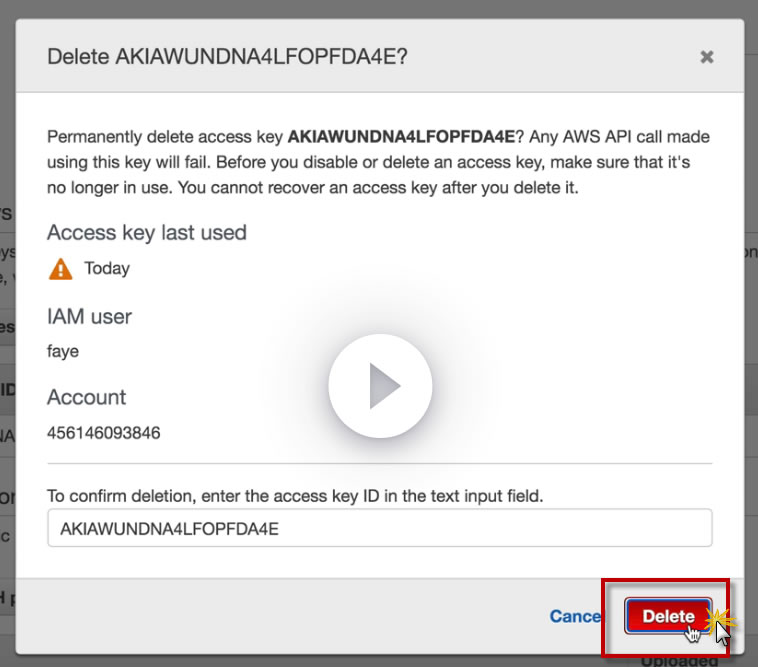 Delete AKIAWUNDNA4LFOPFDA4E?
Permanently delete access key AKIAWUNDNA4LFOPFDA4E? Any AWS API call made
using this key will fail. Before you disable or delete an access key, make sure that it's
no longer in use. You cannot recover an access key after you delete it.
Access key last used
Today
IAM user
faye
Account
456146093846
To confirm deletion, enter the access key ID in the text input field.
AKIAWUNDNA4LFOPFDA4E
Cance
Delete
Uploaded